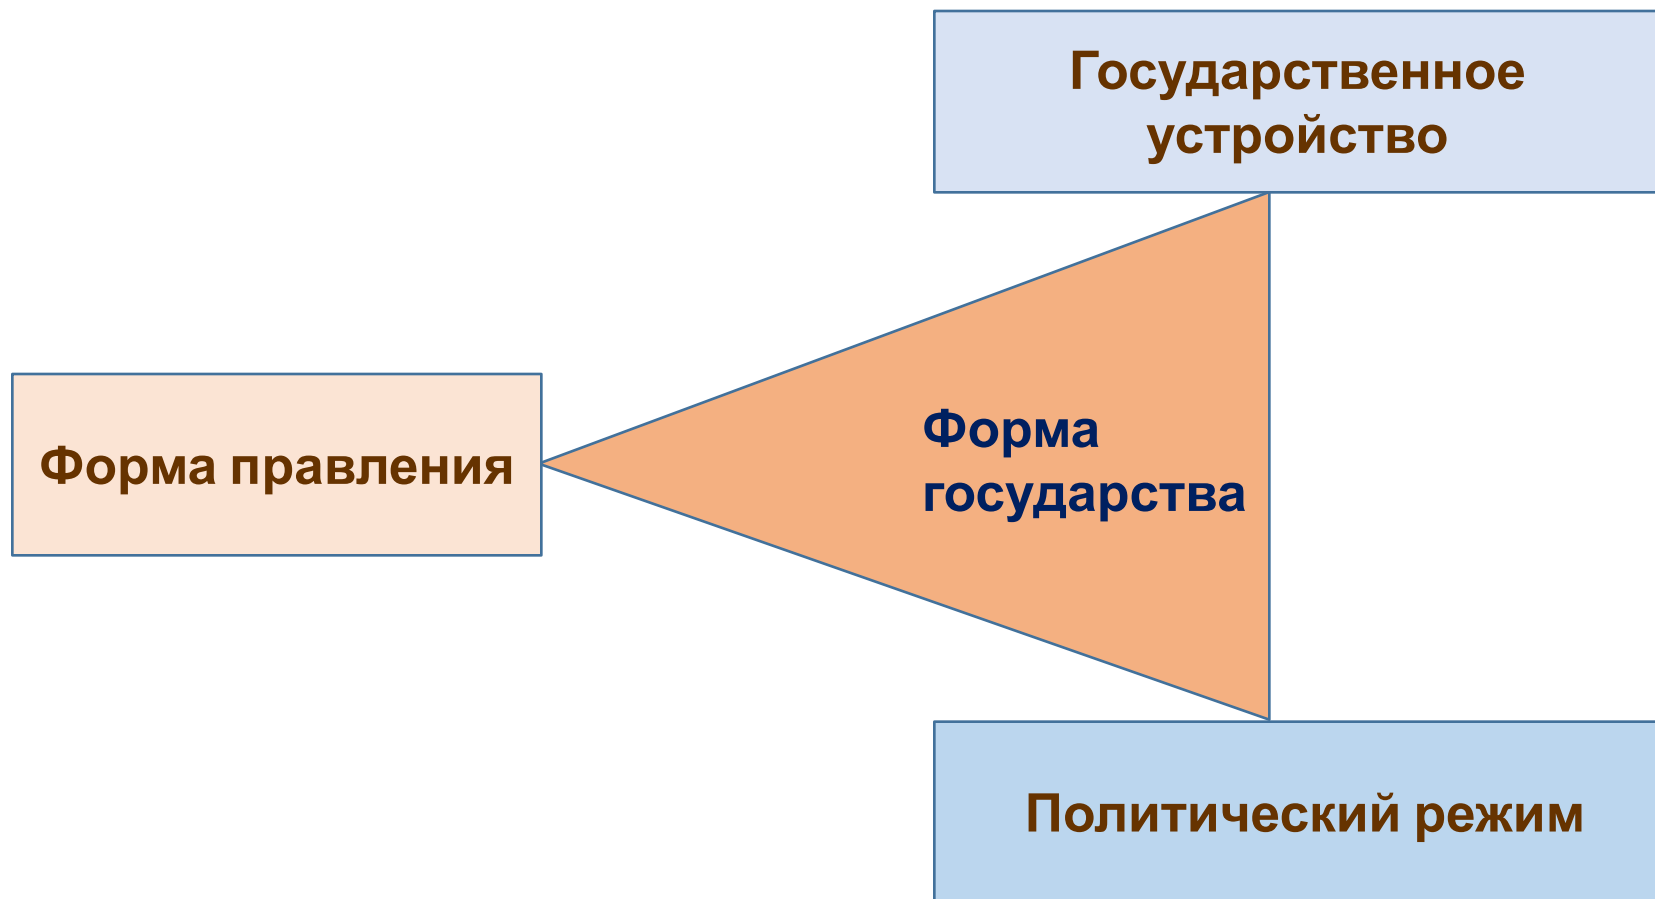 Государственное
устройство
Форма правления
Форма
государства
Политический режим